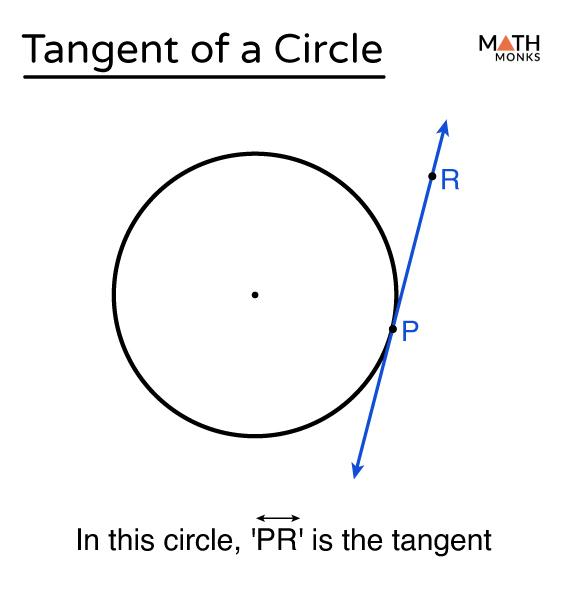 Tangent of a Circle
MATH
MONKS
R
P
In this circle, 'PR' is the tangent